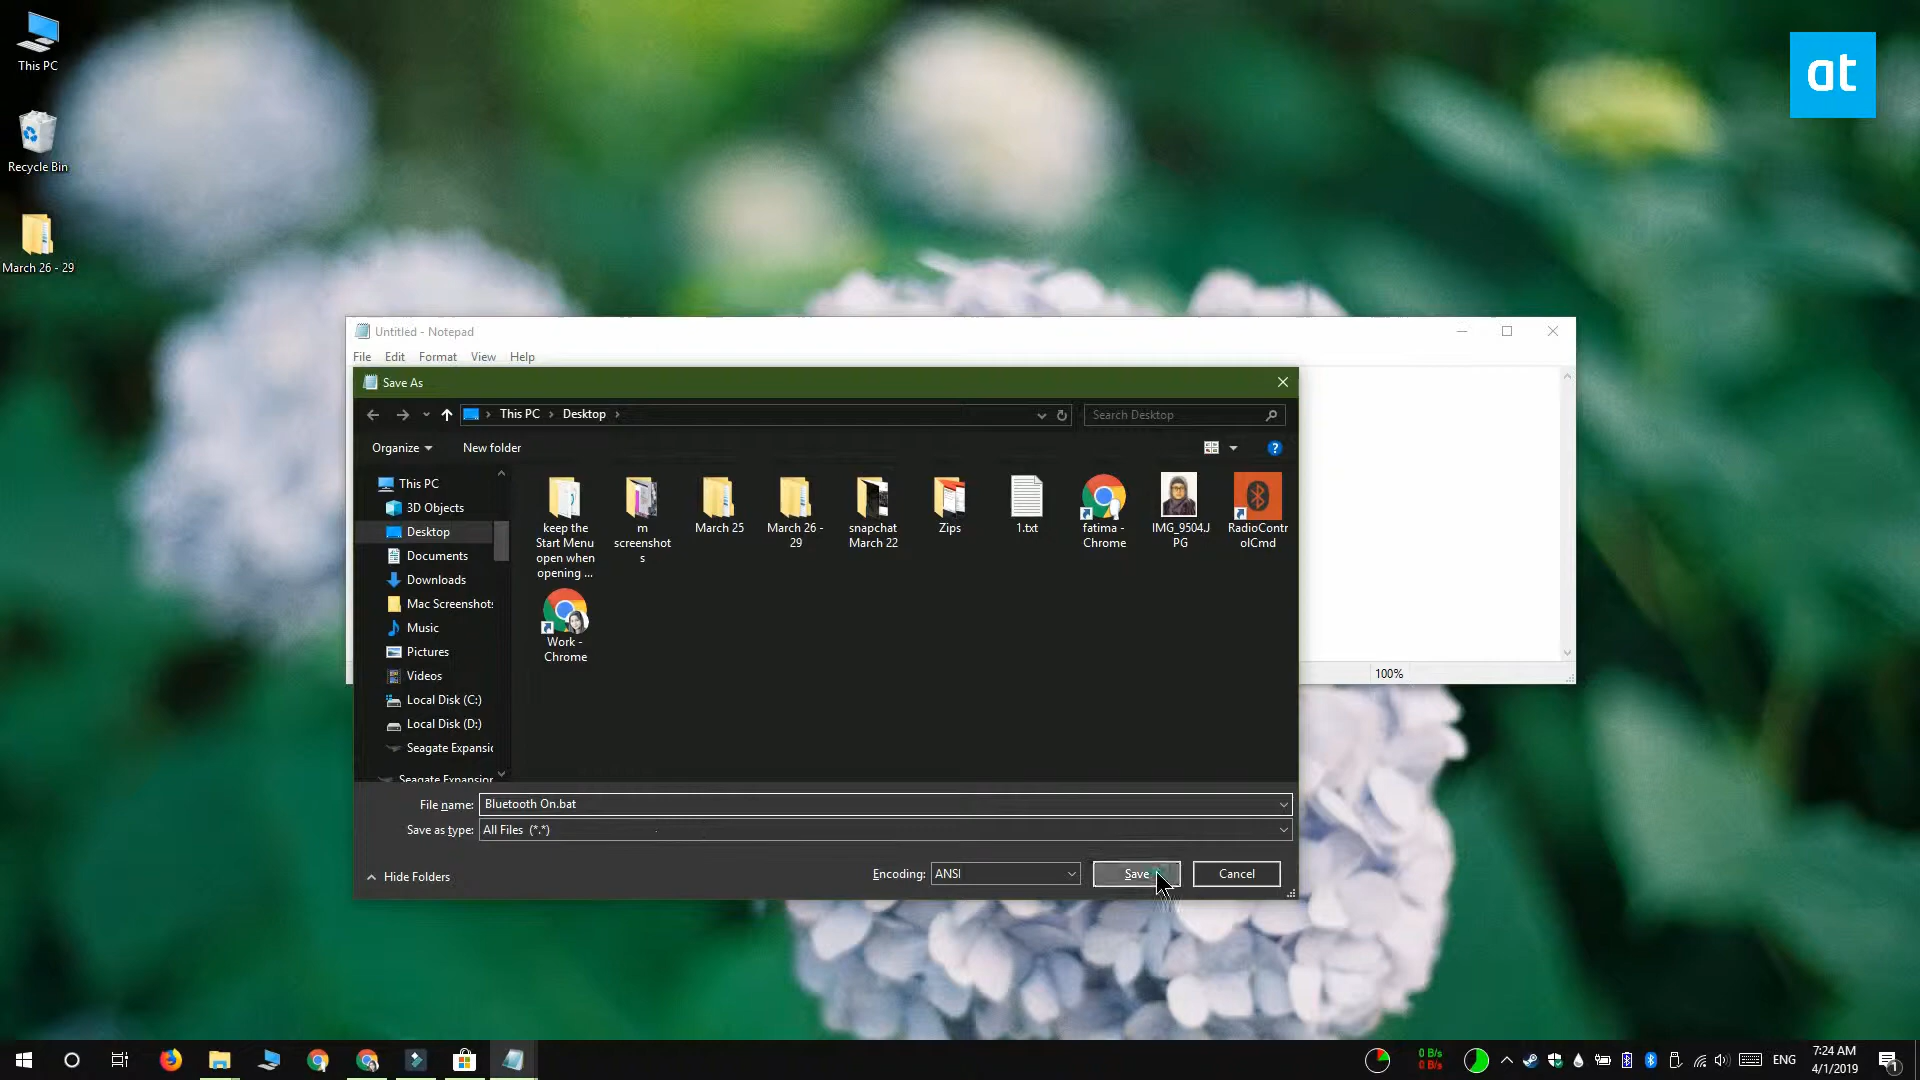 This PC
Recycle Bin
March 26 - 29
at
Untitled - Notepad
File Edit Format View Help
Save As
This PC Desktop
Search Desktop
Organize New folder
This PC
3D Objects
Desktop
Documents
Downloads
Mac Screenshots
Music
Pictures
Videos
Local Disk (C:)
Local Disk (D:)
Seagate Expansic
Seagate Expansior
keep the
Start Menu
open when
opening ...
m
screenshot
s
March 25
March 26 -
29
snapchat
March 22
Zips
1.txt
fatima -
Chrome
IMG_9504.J
PG
RadioContr
olCmd
Work -
Chrome
File name: Bluetooth On.bat
Save as type: All Files (*.*)
Hide Folders
Encoding: ANSI
Save
Cancel
100%
0 B/s
0 B/s
ENG
7:24 AM
4/1/2019
1